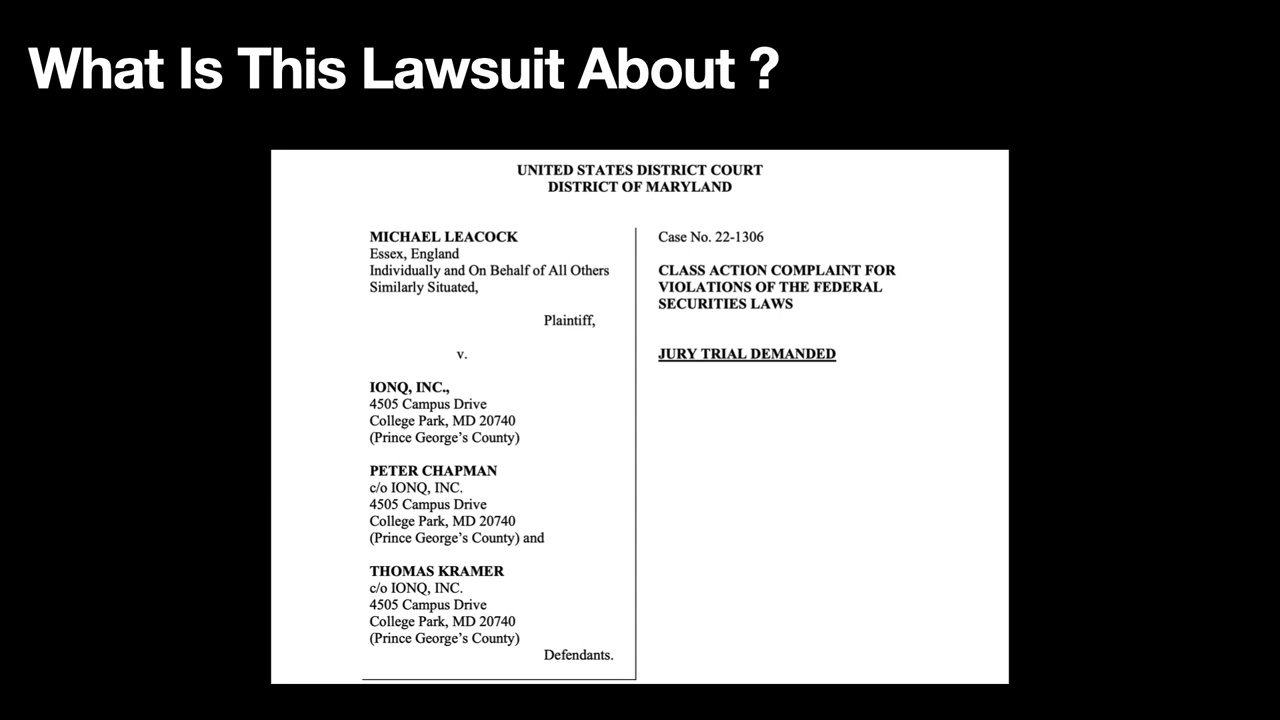 What Is This Lawsuit About ?
UNITED STATES DISTRICT COURT
DISTRICT OF MARYLAND
MICHAEL LEACOCK
Essex, England
Individually and On Behalf of All Others
Similarly Situated,
Plaintiff,
v.
IONQ, INC.,
4505 Campus Drive
College Park, MD 20740
(Prince George's County)
PETER CHAPMAN
c/o IONQ, INC.
4505 Campus Drive
College Park, MD 20740
(Prince George's County) and
THOMAS KRAMER
c/o IONQ, INC.
4505 Campus Drive
College Park, MD 20740
(Prince George's County)
Defendants.
Case No. 22-1306
CLASS ACTION COMPLAINT FOR
VIOLATIONS OF THE FEDERAL
SECURITIES LAWS
JURY TRIAL DEMANDED